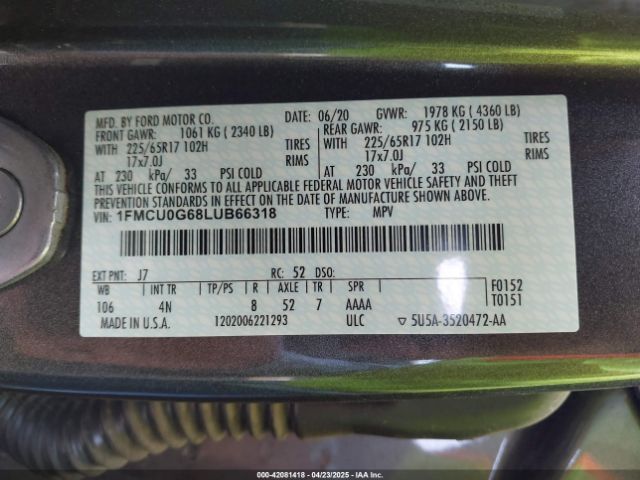 MFD. BY FORD MOTOR CO.   DATE: 06/20   GVWR: 1978 KG ( 4360 LB)
FRONT GAWR: 1061 KG ( 2340 LB)   REAR GAWR: 975 KG ( 2150 LB)
WITH 225/65R17 102H TIRES   WITH 225/65R17 102H TIRES
17x7.0J RIMS   17x7.0J RIMS
AT 230 kPa/ 33 PSI COLD   AT 230 kPa/ 33 PSI COLD
THIS VEHICLE CONFORMS TO ALL APPLICABLE FEDERAL MOTOR VEHICLE SAFETY AND THEFT
PREVENTION STANDARDS IN EFFECT ON THE DATE OF MANUFACTURE SHOWN ABOVE.
VIN: 1FMCU0G68LUB66318   TYPE: MPV
EXT PNT: J7   RC: 52 DSO:   F0152
WB   INT TR   TP/PS   R   AXLE   TR   SPR   T0151
106   4N   8   52   7   AAAA
MADE IN U.S.A.   1202006221293   ULC   ▽ 5U5A-3520472-AA
000-42081418 - 04/23/2025 - IAA Inc.